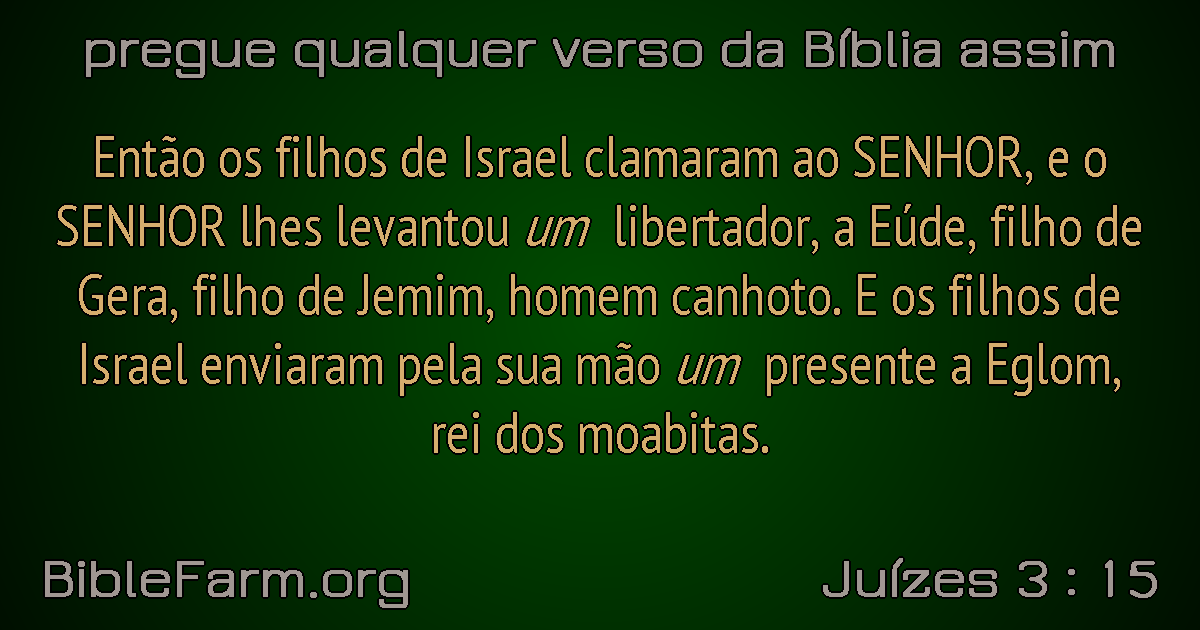 pregue qualquer verso da Bíblia assim
Então os filhos de Israel clamaram ao SENHOR, e o
SENHOR lhes levantou um libertador, a Eúde, filho de
Gera, filho de Jemim, homem canhoto. E os filhos de
Israel enviaram pela sua mão um presente a Eglom,
rei dos moabitas.
BibleFarm.org
Juízes 3 : 15